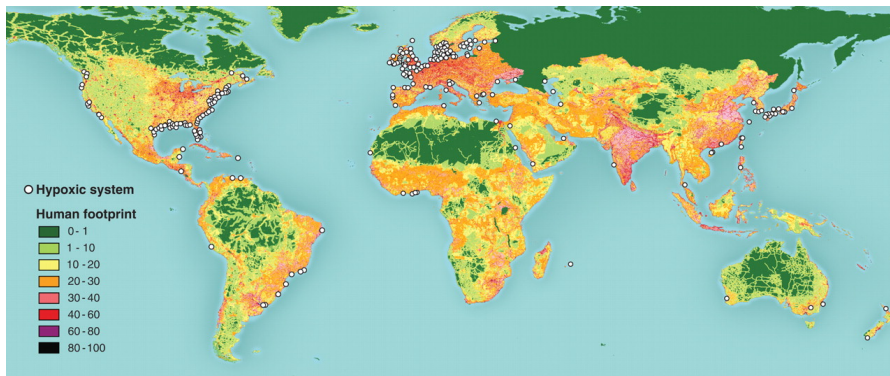 Hypoxic system
Human footprint
0 - 1
1 - 10
10 - 20
20 - 30
30 - 40
40 - 60
60 - 80
80 - 100